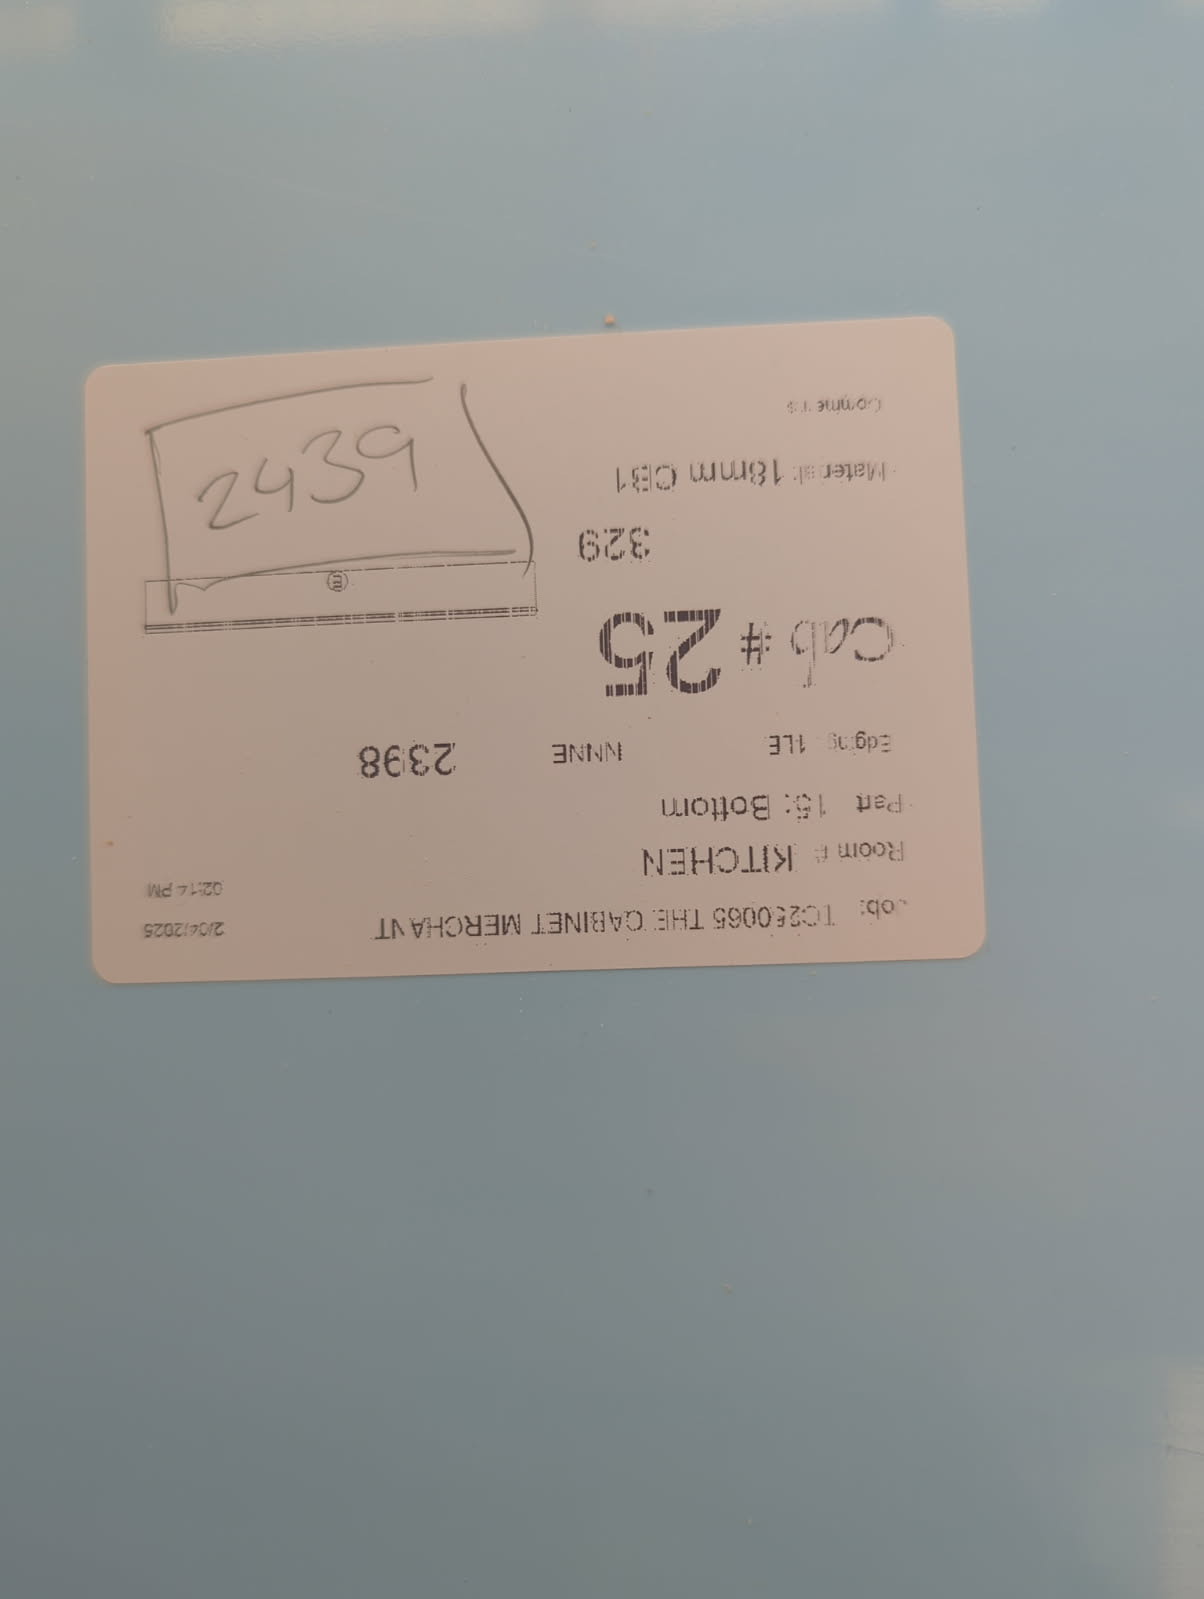 Job: TC250065 THE CABINET MERCHANT
2/04/2025
02:14 PM
Room # KITCHEN
Part 15: Bottom
Edging 1LE NNNE 2398
Cab # 25
329
Material: 18mm CB1
Comments
2439